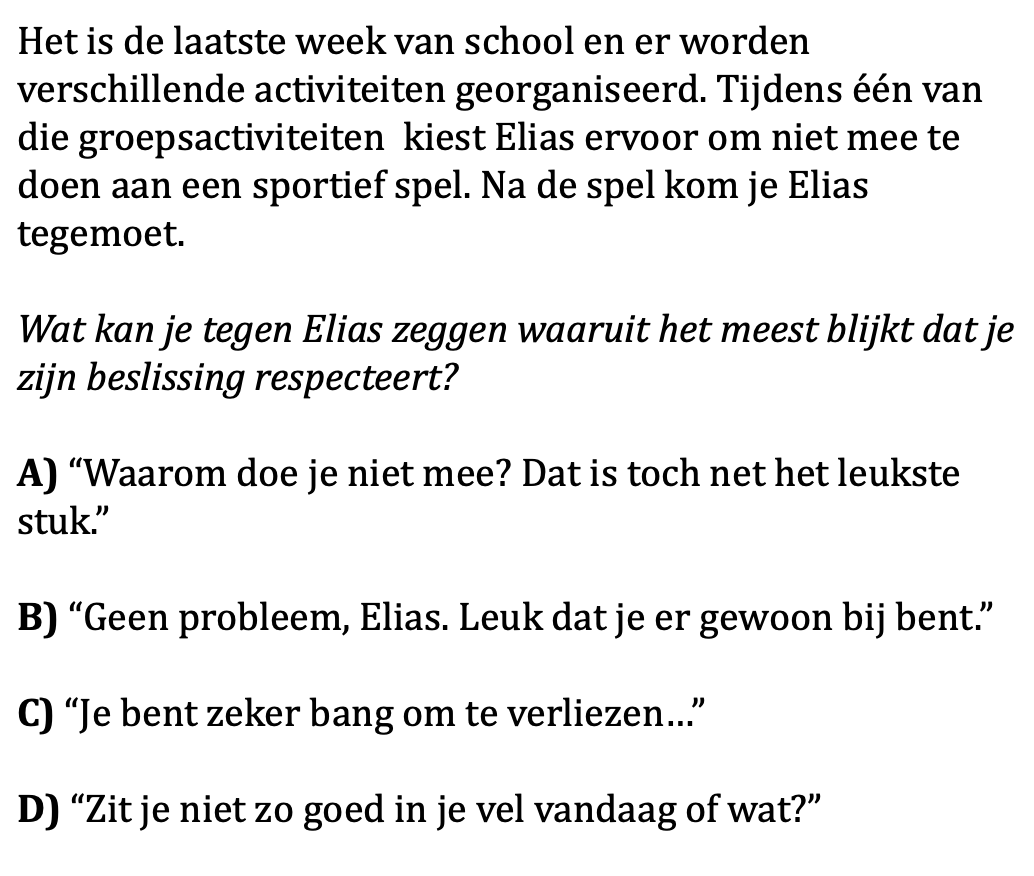 Het is de laatste week van school en er worden
verschillende activiteiten georganiseerd. Tijdens één van
die groepsactiviteiten  kiest Elias ervoor om niet mee te
doen aan een sportief spel. Na de spel kom je Elias
tegemoet.
Wat kan je tegen Elias zeggen waaruit het meest blijkt dat je
zijn beslissing respecteert?
A) “Waarom doe je niet mee? Dat is toch net het leukste
stuk.”
B) “Geen probleem, Elias. Leuk dat je er gewoon bij bent.”
C) “Je bent zeker bang om te verliezen...”
D) “Zit je niet zo goed in je vel vandaag of wat?”